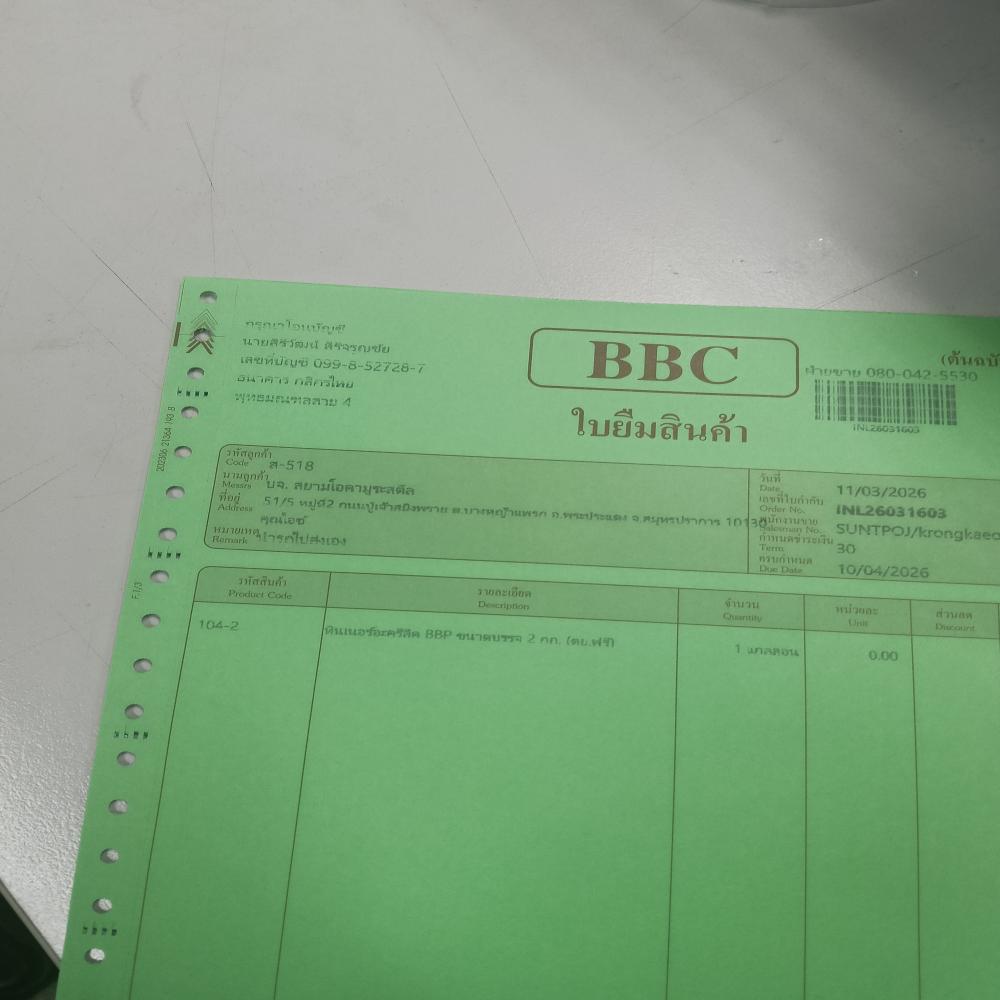 กรุณาโอนบัญชี
นายสิริวัฒน์ สิริจรูญชัย
เลขที่บัญชี 099-8-52728-7
ธนาคาร กสิกรไทย
พุทธมณฑลสาย 4
BBC
ใบยืมสินค้า
(ต้นฉบั
ฝ่ายขาย 080-042-5530
INL26031603
รหัสลูกค้า
Code ส-518
นามลูกค้า
Messrs บจ. สยามโอคามูระสตีล
ที่อยู่
Address 51/5 หมู่ที่2 ถนนปู่เจ้าสมิงพราย ต.บางหญ้าแพรก อ.พระประแดง จ.สมุทรปราการ 10130
คุณไอซ์
หมายเหตุ
Remark นำรถไปส่งเอง
วันที่
Date 11/03/2026
เลขที่ใบกำกับ
Order No. INL26031603
พนักงานขาย
Salesman No. SUNTPOJ/krongkaeo
กำหนดชำระเงิน
Term 30
ครบกำหนด
Due Date 10/04/2026
รหัสสินค้า รายละเอียด จำนวน หน่วยละ ส่วนลด
Product Code Description Quantity Unit Discount
104-2 ทินเนอร์อะครีลิค BBP ขนาดบรรจุ 2 กก. (ตย.ฟรี) 1 แกลลอน 0.00
202306 21364 I93 B
F.1/3